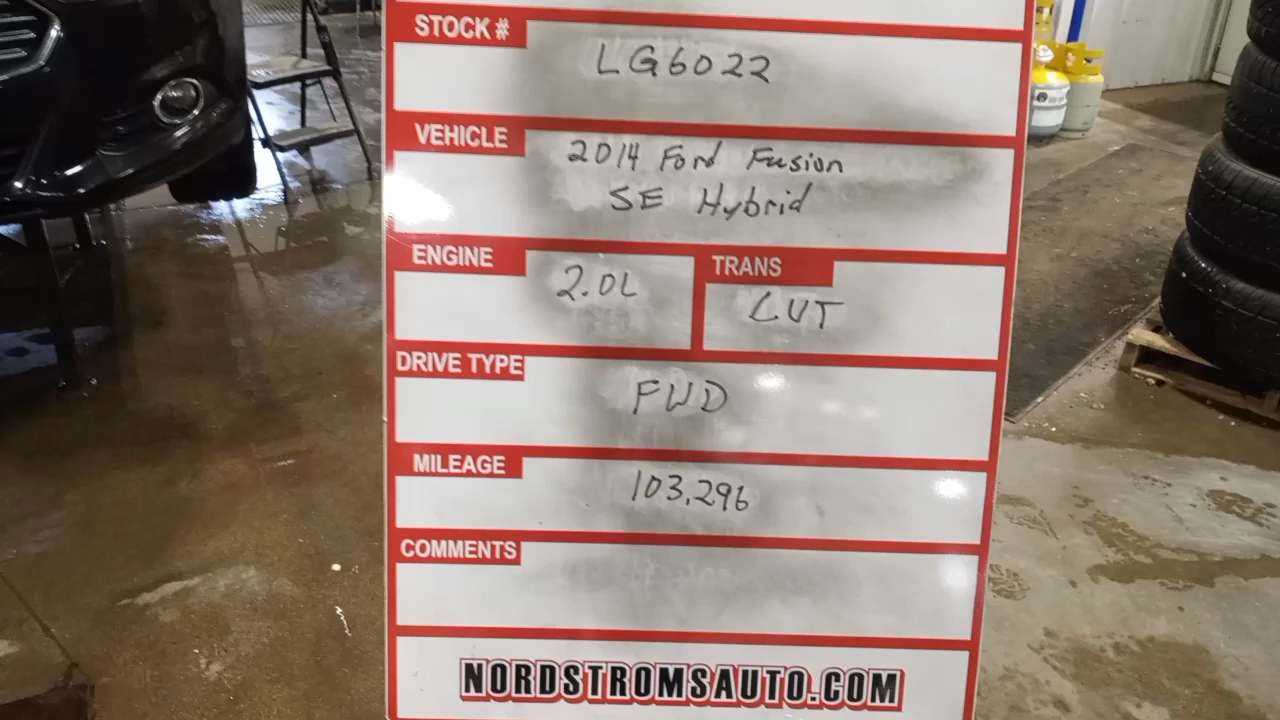 STOCK #
LG6022
VEHICLE
2014 Ford Fusion
SE Hybrid
ENGINE
2.0L
TRANS
CVT
DRIVE TYPE
FWD
MILEAGE
103,296
COMMENTS
NORDSTROMSAUTO.COM